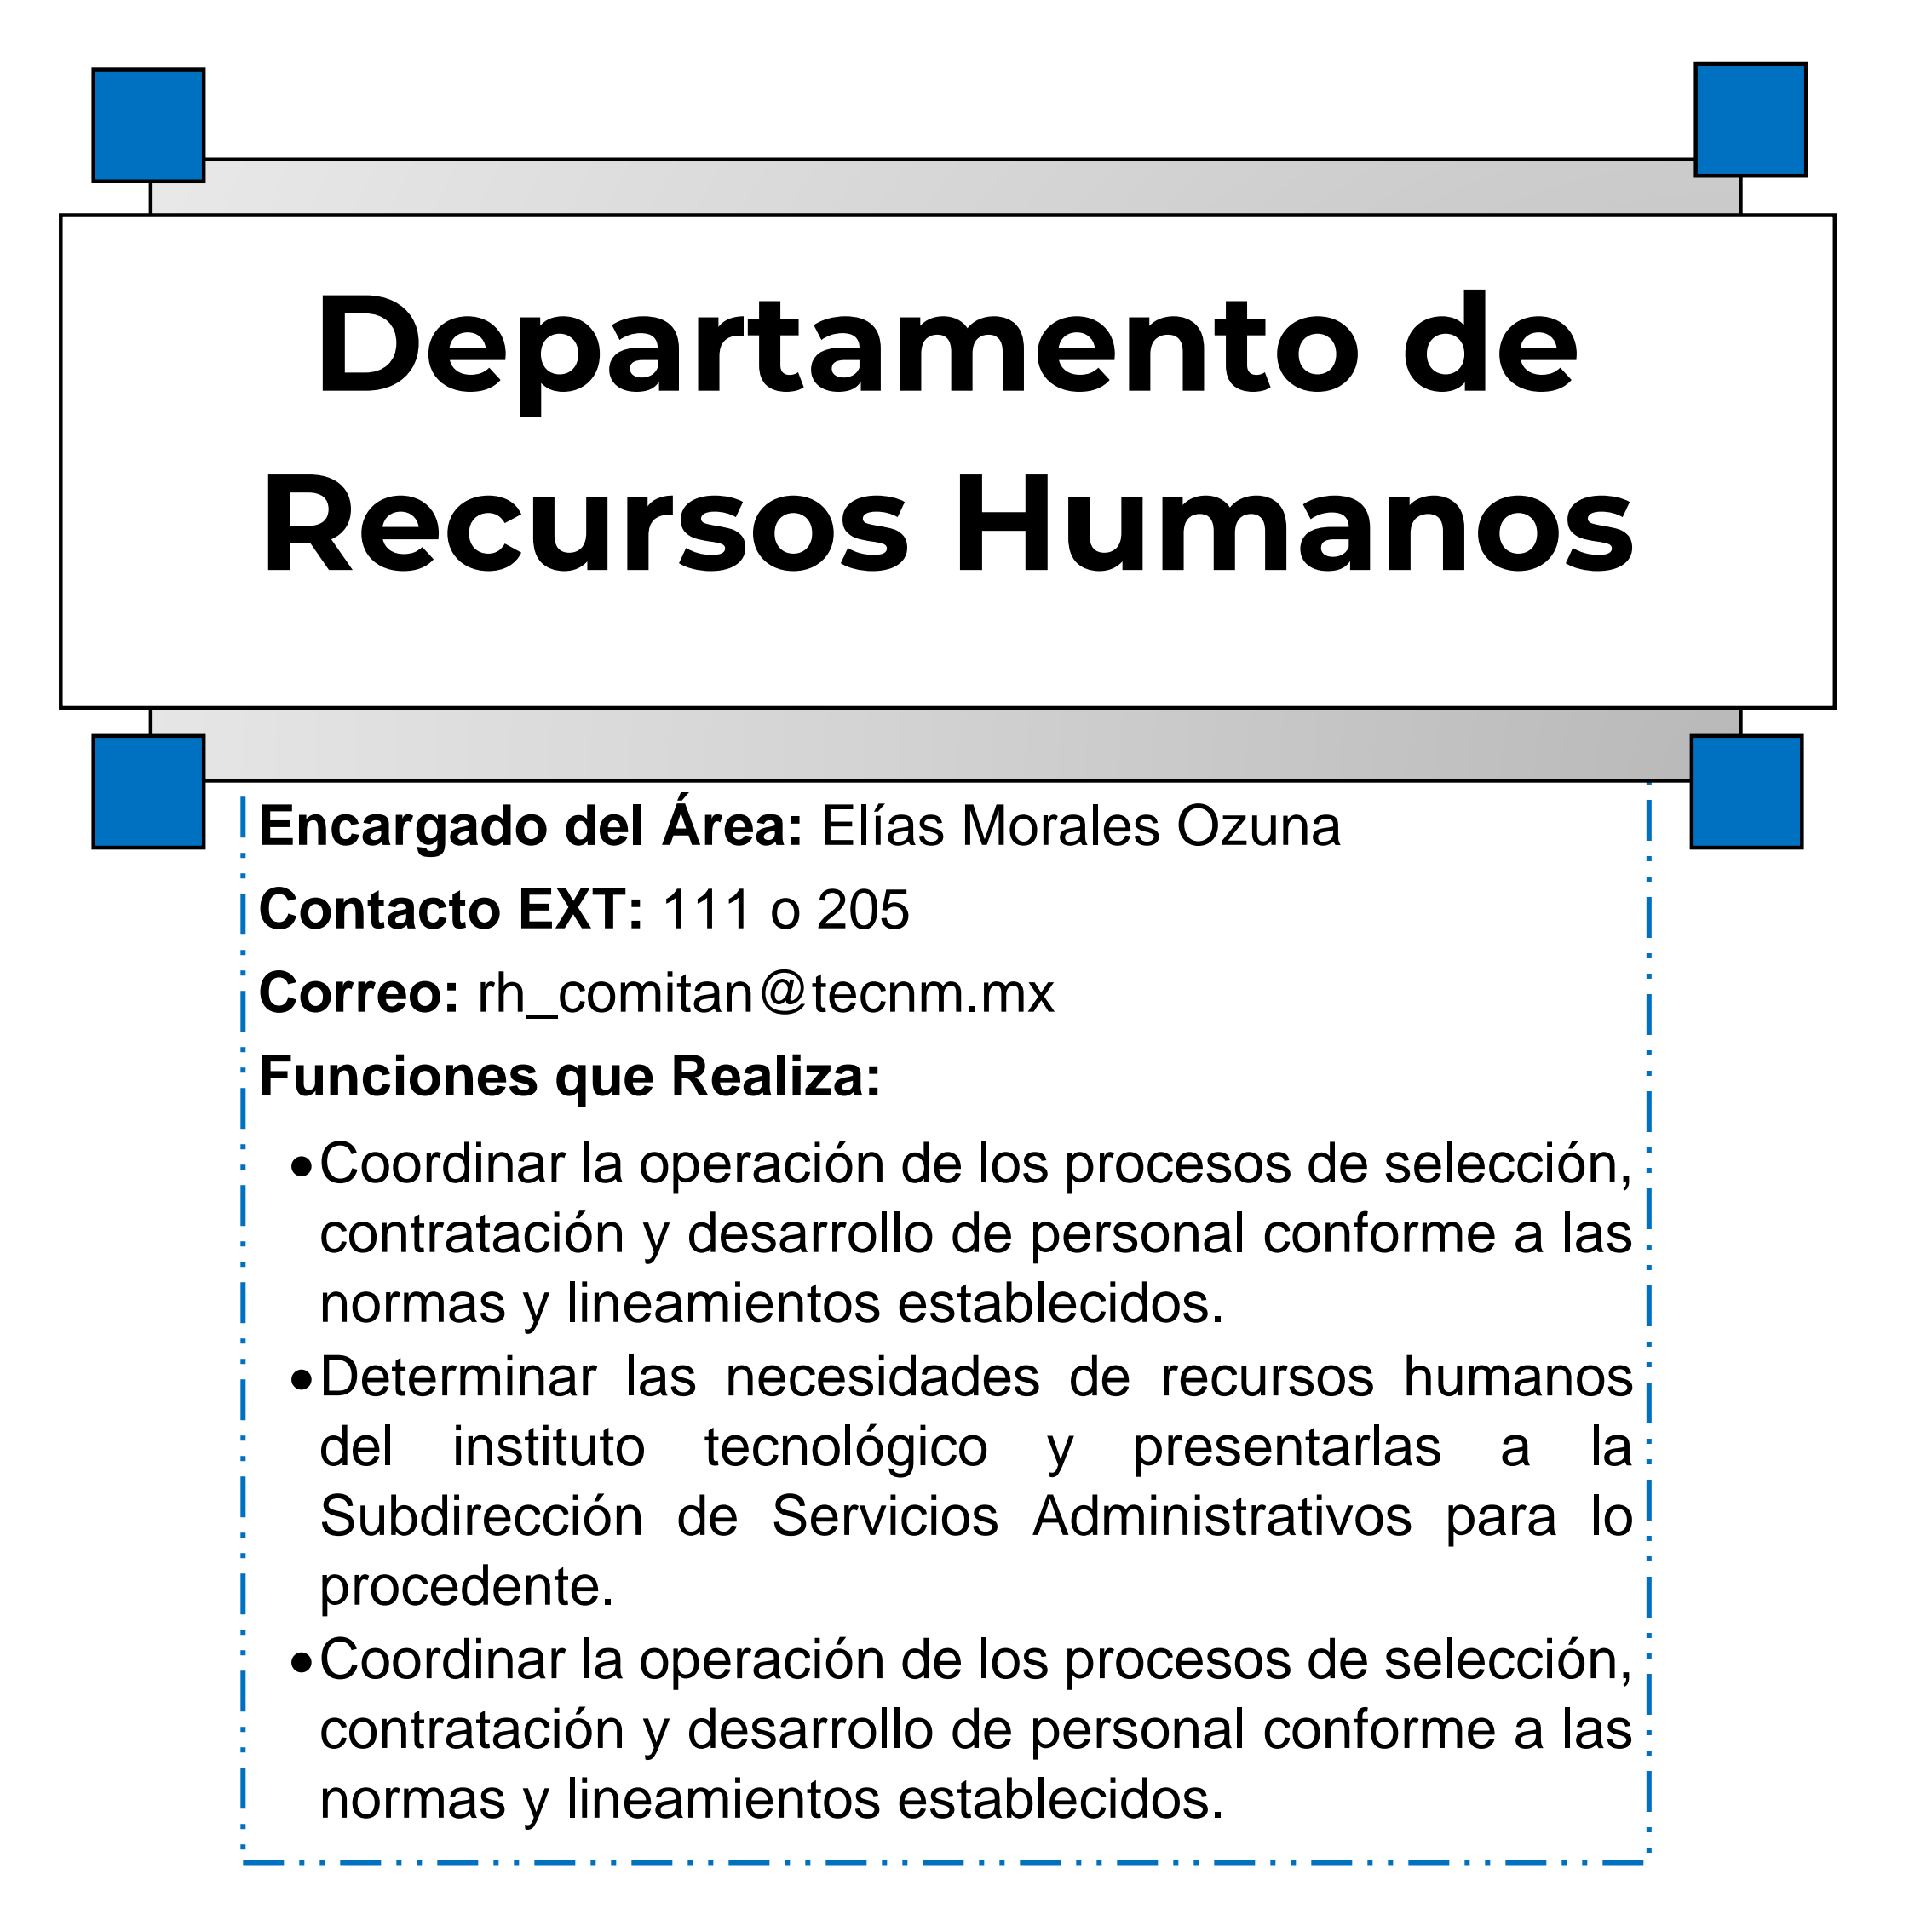 Departamento de
Recursos Humanos
Encargado del Área: Elías Morales Ozuna
Contacto EXT: 111 o 205
Correo: rh_comitan@tecnm.mx
Funciones que Realiza:
•Coordinar la operación de los procesos de selección,
contratación y desarrollo de personal conforme a las
normas y lineamientos establecidos.
•Determinar las necesidades de recursos humanos
del instituto tecnológico y presentarlas a la
Subdirección de Servicios Administrativos para lo
procedente.
•Coordinar la operación de los procesos de selección,
contratación y desarrollo de personal conforme a las
normas y lineamientos establecidos.